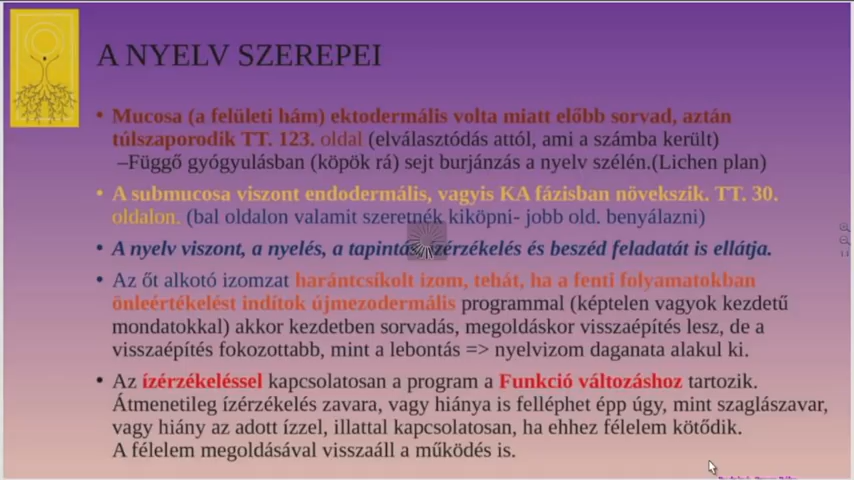 A NYELV SZEREPEI
• Mucosa (a felületi hám) ektodermális volta miatt előbb sorvad, aztán
túlszaporodik TT. 123. oldal (elválasztódás attól, ami a számba került)
–Függő gyógyulásban (köpök rá) sejt burjánzás a nyelv szélén.(Lichen plan)
• A submucosa viszont endodermális, vagyis KA fázisban növekszik. TT. 30.
oldalon. (bal oldalon valamit szeretnék kiköpni- jobb old. benyálazni)
• A nyelv viszont, a nyelés, a tapintás, ízérzékelés és beszéd feladatát is ellátja.
• Az őt alkotó izomzat harántcsíkolt izom, tehát, ha a fenti folyamatokban
önleértékelést indítok újmezodermális programmal (képtelen vagyok kezdetű
mondatokkal) akkor kezdetben sorvadás, megoldáskor visszaépítés lesz, de a
visszaépítés fokozottabb, mint a lebontás => nyelvizom daganata alakul ki.
• Az ízérzékeléssel kapcsolatosan a program a Funkció változáshoz tartozik.
Átmenetileg ízérzékelés zavara, vagy hiánya is felléphet épp úgy, mint szaglászavar,
vagy hiány az adott ízzel, illattal kapcsolatosan, ha ehhez félelem kötődik.
A félelem megoldásával visszaáll a működés is.